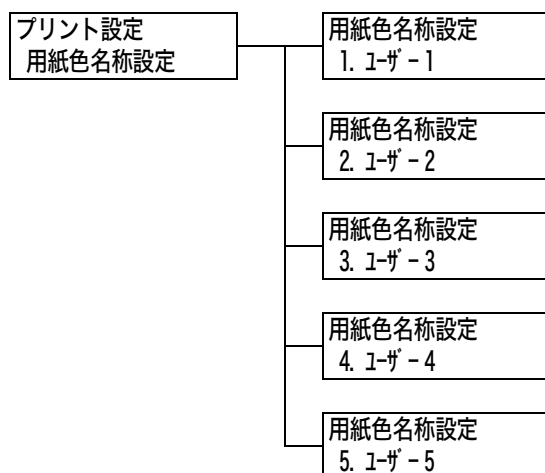 プリント設定
用紙色名称設定
用紙色名称設定
1. ﾕｰｻﾞｰ1
用紙色名称設定
2. ﾕｰｻﾞｰ2
用紙色名称設定
3. ﾕｰｻﾞｰ3
用紙色名称設定
4. ﾕｰｻﾞｰ4
用紙色名称設定
5. ﾕｰｻﾞｰ5